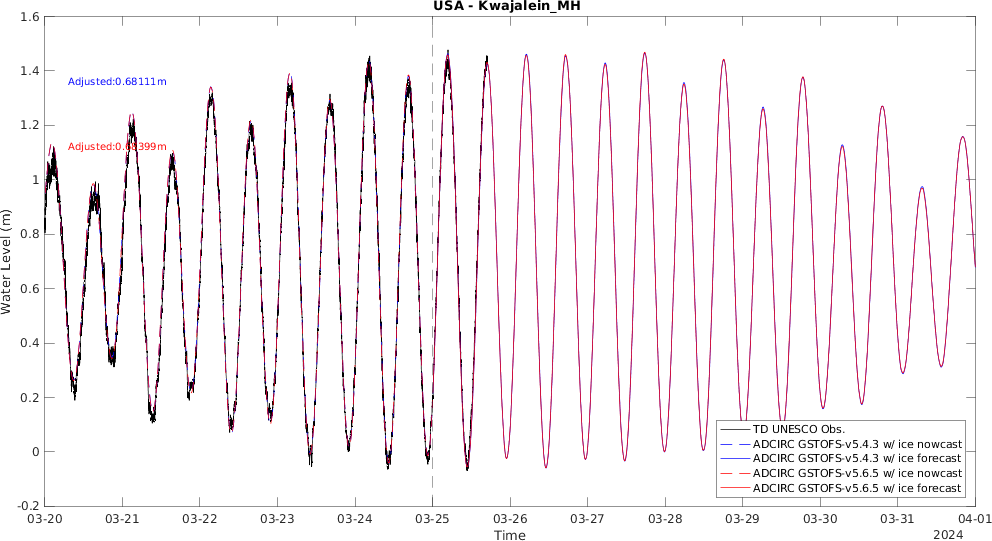 USA - Kwajalein_MH
1.6
1.4
1.2
1
0.8
0.6
0.4
0.2
0
-0.2
Water Level (m)
Adjusted:0.68111m
TD UNESCO Obs.
ADCIRC GSTOFS-v5.4.3 w/ ice nowcast
ADCIRC GSTOFS-v5.4.3 w/ ice forecast
ADCIRC GSTOFS-v5.6.5 w/ ice nowcast
ADCIRC GSTOFS-v5.6.5 w/ ice forecast
03-20 03-21 03-22 03-23 03-24 03-25 03-26 03-27 03-28 03-29 03-30 03-31 04-01
Time
2024